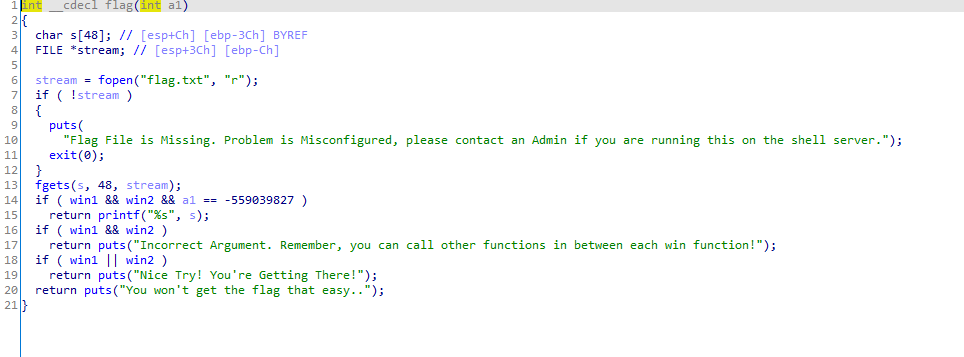 1 int __cdecl flag(int a1)
2 {
3 char s[48]; // [esp+Ch] [ebp-3Ch] BYREF
4 FILE *stream; // [esp+3Ch] [ebp-Ch]
5
6 stream = fopen("flag.txt", "r");
7 if ( !stream )
8 {
9 puts(
10 "Flag File is Missing. Problem is Misconfigured, please contact an Admin if you are running this on the shell server.");
11 exit(0);
12 }
13 fgets(s, 48, stream);
14 if ( win1 && win2 && a1 == -559039827 )
15 return printf("%s", s);
16 if ( win1 && win2 )
17 return puts("Incorrect Argument. Remember, you can call other functions in between each win function!");
18 if ( win1 || win2 )
19 return puts("Nice Try! You're Getting There!");
20 return puts("You won't get the flag that easy..");
21 }